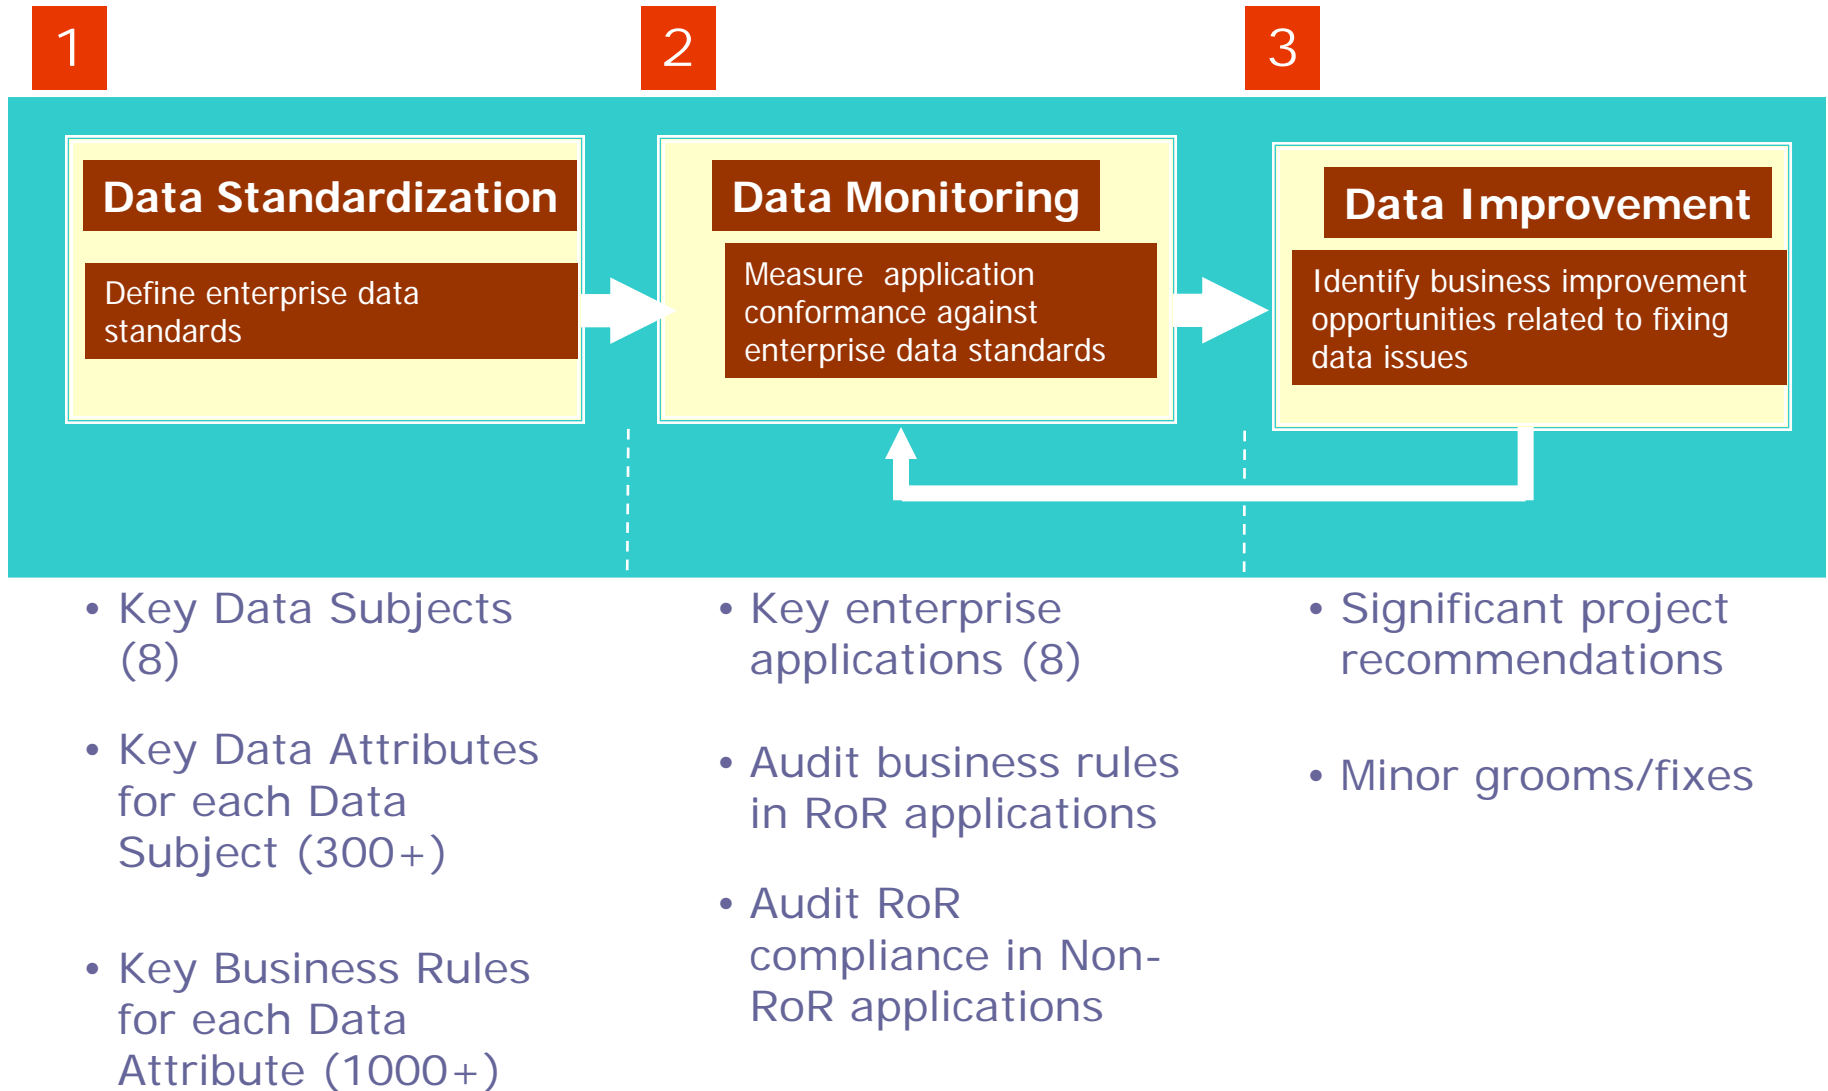 1
2
3
Data Standardization
Define enterprise data
standards
Data Monitoring
Measure application
conformance against
enterprise data standards
Data Improvement
Identify business improvement
opportunities related to fixing
data issues
• Key Data Subjects
(8)
• Key Data Attributes
for each Data
Subject (300+)
• Key Business Rules
for each Data
Attribute (1000+)
• Key enterprise
applications (8)
• Audit business rules
in RoR applications
• Audit RoR
compliance in Non-
RoR applications
• Significant project
recommendations
• Minor grooms/fixes